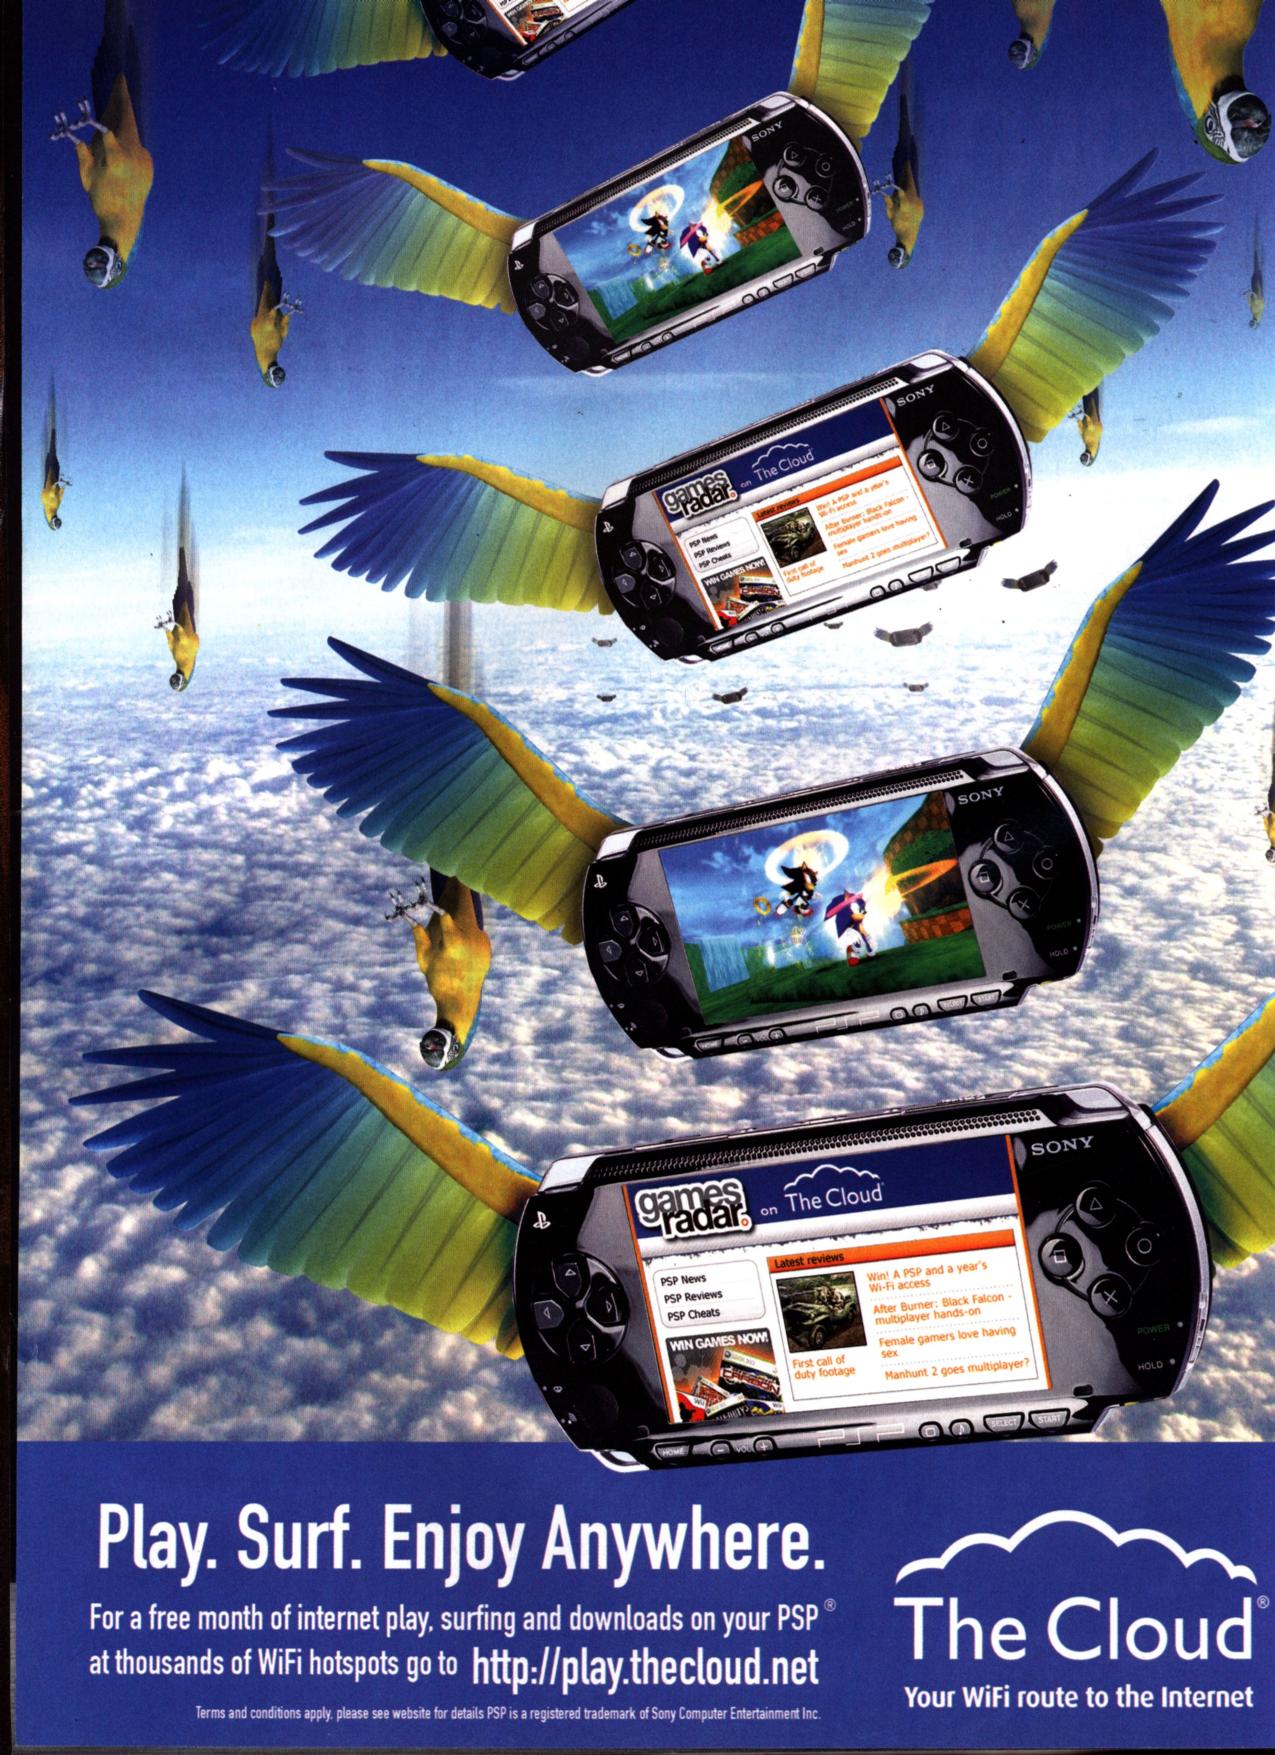 SONY
POWER
HOLD
SONY
games
radar.
on
The Cloud
Latest reviews
PSP News
PSP Reviews
PSP Cheats
WIN GAMES NOW!
First call of
duty footage
Win! A PSP and a year's
Wi-Fi access
After Burner: Black Falcon -
multiplayer hands-on
Female gamers love having
sex
Manhunt 2 goes multiplayer?
POWER
HOLD
SONY
POWER
HOLD
HOME
VOL
SELECT
START
SONY
games
radar.
on
The Cloud
Latest reviews
PSP News
PSP Reviews
PSP Cheats
WIN GAMES NOW!
First call of
duty footage
Win! A PSP and a year's
Wi-Fi access
After Burner: Black Falcon -
multiplayer hands-on
Female gamers love having
sex
Manhunt 2 goes multiplayer?
POWER
HOLD
HOME
VOL
PSP
SELECT
START
Play. Surf. Enjoy Anywhere.
For a free month of internet play, surfing and downloads on your PSP®
at thousands of WiFi hotspots go to http://play.thecloud.net
Terms and conditions apply, please see website for details PSP is a registered trademark of Sony Computer Entertainment Inc.
The Cloud®
Your WiFi route to the Internet